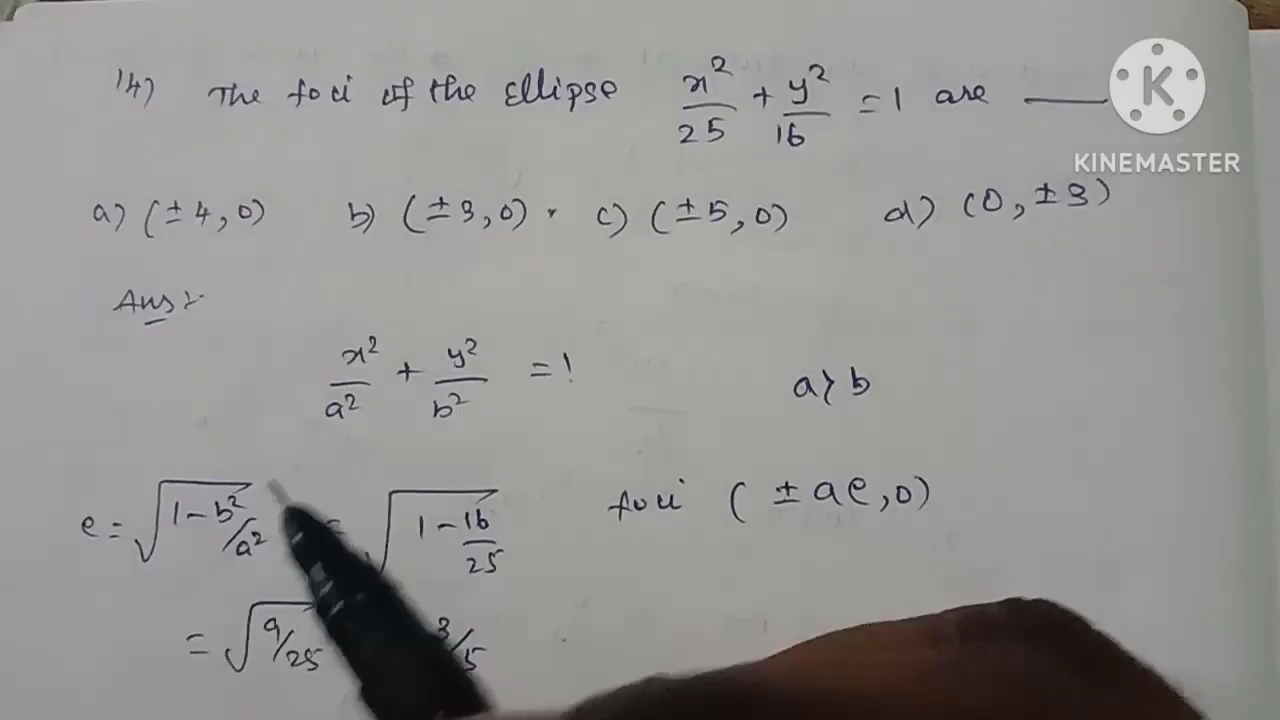 14) The foci of the Ellipse x²/25 + y²/16 = 1 are ____
K
KINEMASTER
a) (±4, 0) b) (±3, 0) . c) (±5, 0) d) (0, ±3)
Ans:
x²/a² + y²/b² = 1 a > b
e = √(1 - b²/a²) = √(1 - 16/25) foci (±ae, 0)
= √(9/25) 3/5